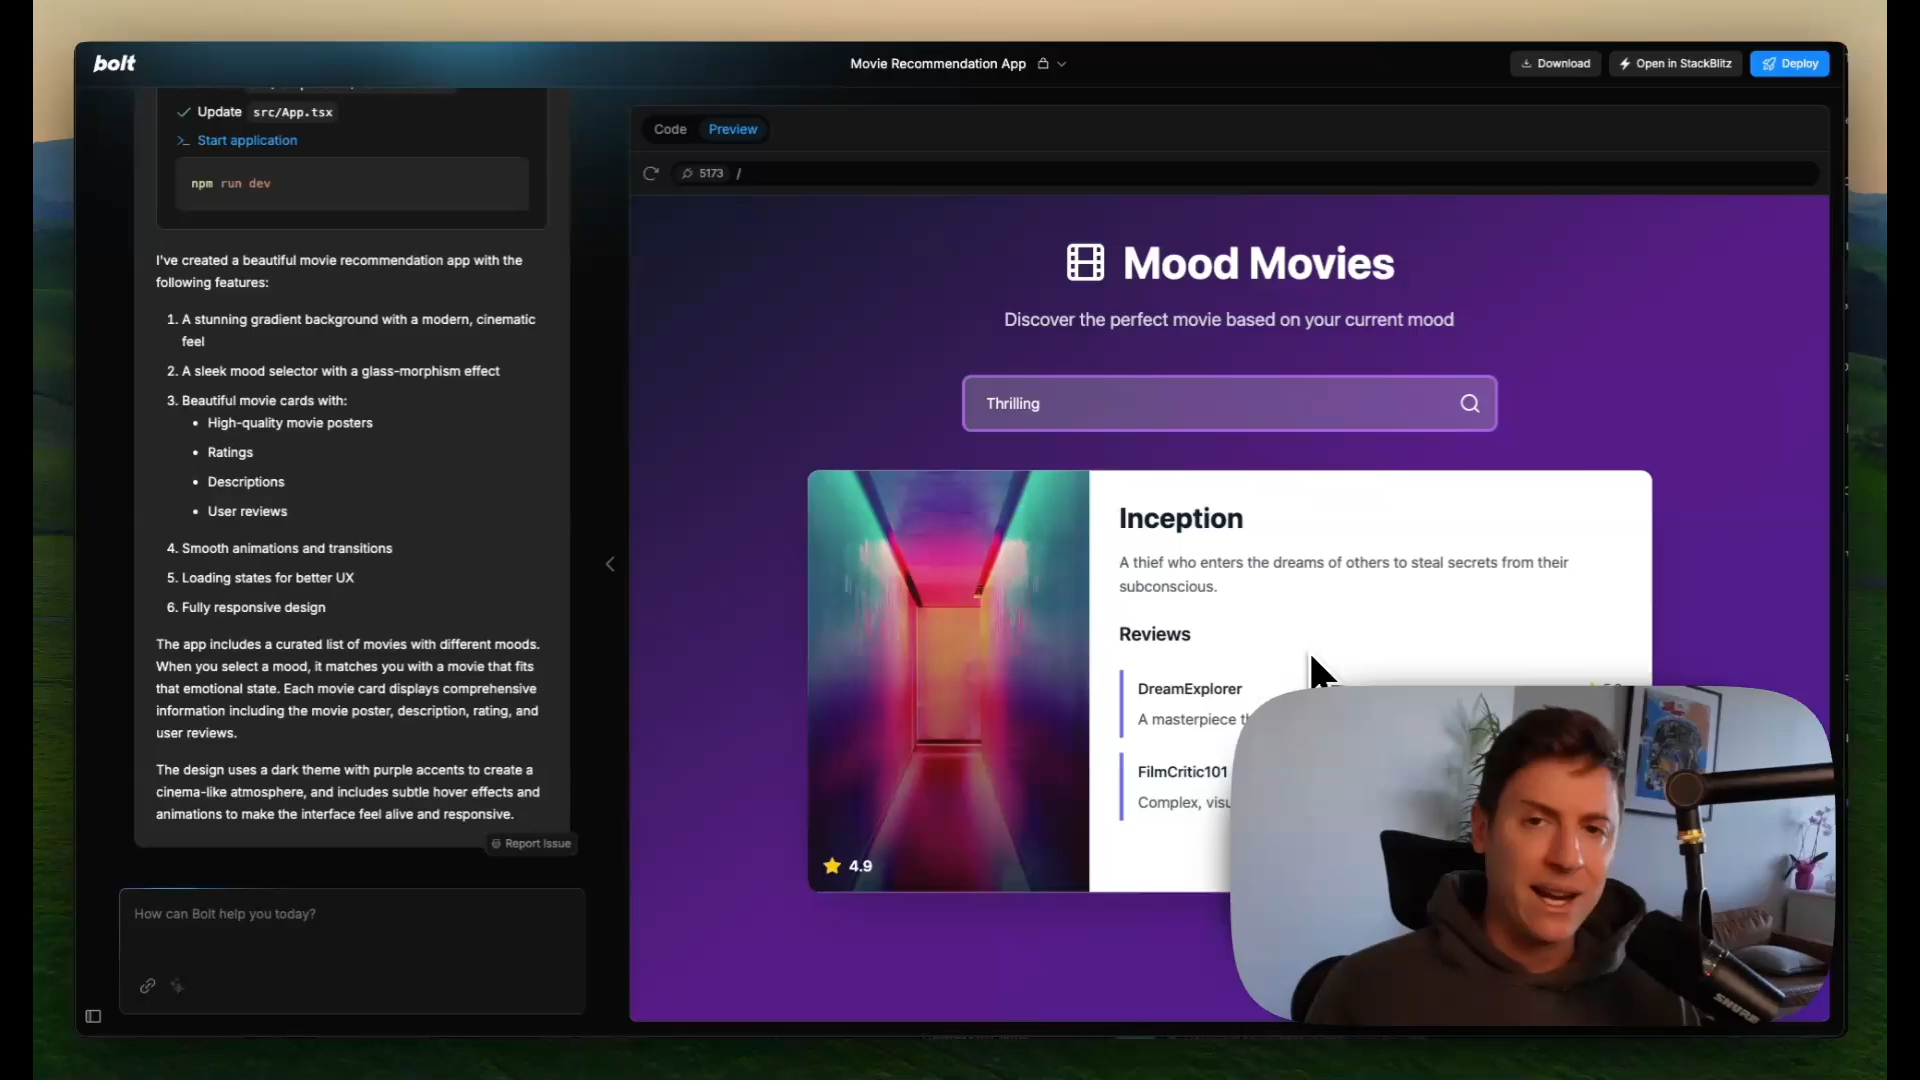 bolt
Movie Recommendation App
Download
Open in StackBlitz
Deploy
Update src/App.tsx
Start application
npm run dev
I've created a beautiful movie recommendation app with the
following features:
1. A stunning gradient background with a modern, cinematic
feel
2. A sleek mood selector with a glass-morphism effect
3. Beautiful movie cards with:
• High-quality movie posters
• Ratings
• Descriptions
• User reviews
4. Smooth animations and transitions
5. Loading states for better UX
6. Fully responsive design
The app includes a curated list of movies with different moods.
When you select a mood, it matches you with a movie that fits
that emotional state. Each movie card displays comprehensive
information including the movie poster, description, rating, and
user reviews.
The design uses a dark theme with purple accents to create a
cinema-like atmosphere, and includes subtle hover effects and
animations to make the interface feel alive and responsive.
Report Issue
How can Bolt help you today?
Code
Preview
5173 /
Mood Movies
Discover the perfect movie based on your current mood
Thrilling
Inception
A thief who enters the dreams of others to steal secrets from their
subconscious.
Reviews
DreamExplorer
A masterpiece
FilmCritic101
Complex,
4.9
SHURE